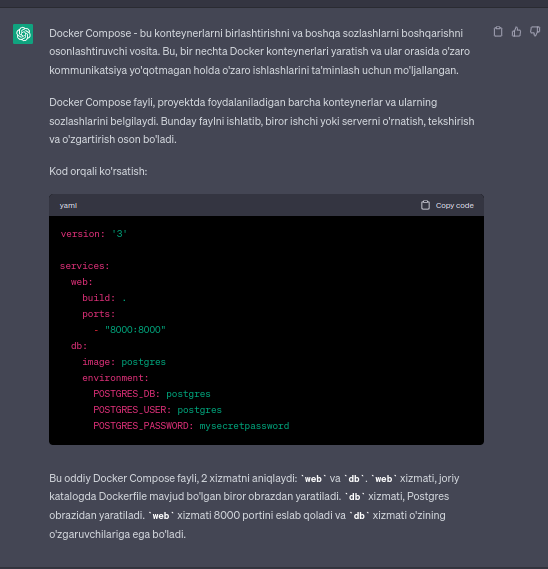 Docker Compose - bu konteynerlarni birlashtirishni va boshqa sozlashlarni boshqarishni
osonlashtiruvchi vosita. Bu, bir nechta Docker konteynerlari yaratish va ular orasida o'zaro
kommunikatsiya yo'qotmagan holda o'zaro ishlashlarini ta'minlash uchun mo'ljallangan.
Docker Compose fayli, proyektda foydalaniladigan barcha konteynerlar va ularning
sozlashlarini belgilaydi. Bunday faylni ishlatib, biror ishchi yoki serverni o'rnatish, tekshirish
va o'zgartirish oson bo'ladi.
Kod orqali ko'rsatish:
yaml Copy code
version: '3'
services:
  web:
    build: .
    ports:
      - "8000:8000"
  db:
    image: postgres
    environment:
      POSTGRES_DB: postgres
      POSTGRES_USER: postgres
      POSTGRES_PASSWORD: mysecretpassword
Bu oddiy Docker Compose fayli, 2 xizmatni aniqlaydi: `web` va `db`. `web` xizmati, joriy
katalogda Dockerfile mavjud bo'lgan biror obrazdan yaratiladi. `db` xizmati, Postgres
obrazidan yaratiladi. `web` xizmati 8000 portini eslab qoladi va `db` xizmati o'zining
o'zgaruvchilariga ega bo'ladi.